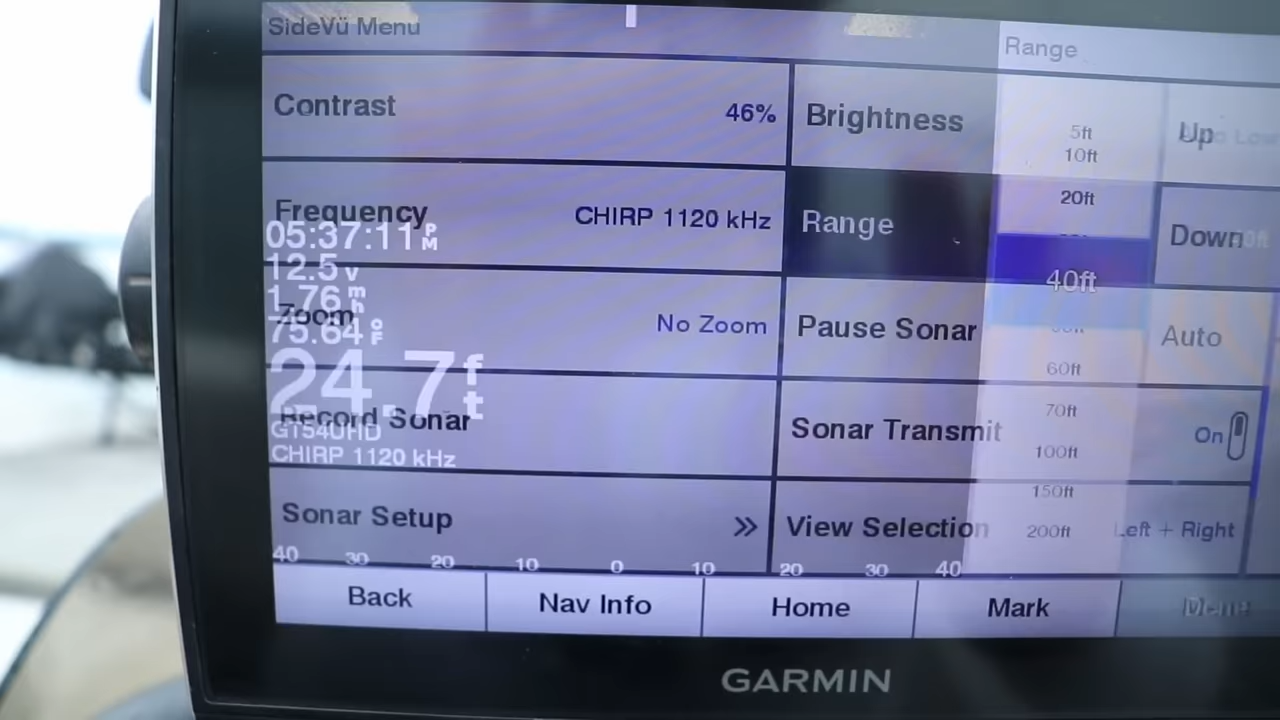 SideVü Menu
Range
Contrast 46%
Brightness
5ft
10ft
Up
Frequency CHIRP 1120 kHz
Range
20ft
Down
05:37:11 PM
12.5 v
40ft
1.76 mh
Zoom No Zoom
Pause Sonar
Auto
75.64 °F
60ft
24.7 ft
70ft
Record Sonar
Sonar Transmit
On
GT54UHD
100ft
CHIRP 1120 kHz
150ft
Sonar Setup »
View Selection
200ft
Left + Right
40 30 20 10 0 10 20 30 40
Back Nav Info Home Mark Menu
GARMIN